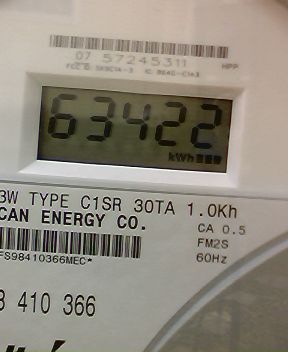 07 57245311
HPP
63422
kWh
3W TYPE C1SR 30TA 1.0Kh
CAN ENERGY CO.
CA 0.5
FM2S
60Hz
FS98410366MEC*
410 366